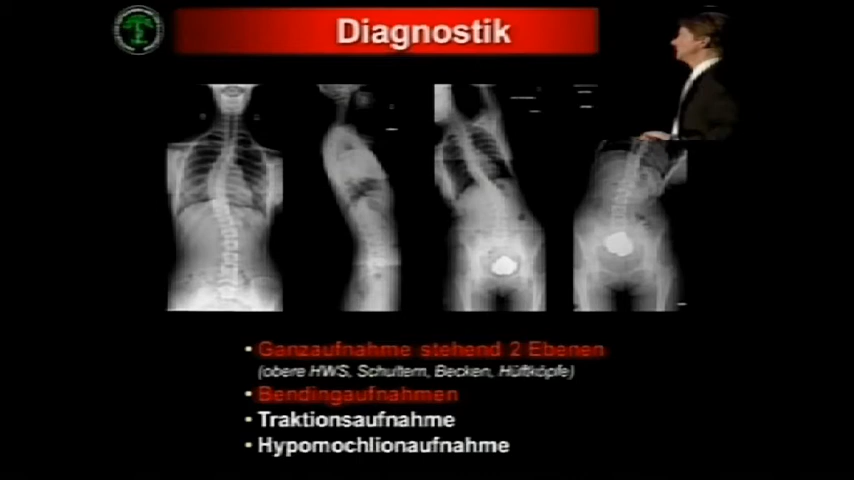 Diagnostik
• Ganzaufnahme stehend 2 Ebenen
(obere HWS, Schultern, Becken, Hüftköpfe)
• Bendingaufnahmen
• Traktionsaufnahme
• Hypomochlionaufnahme